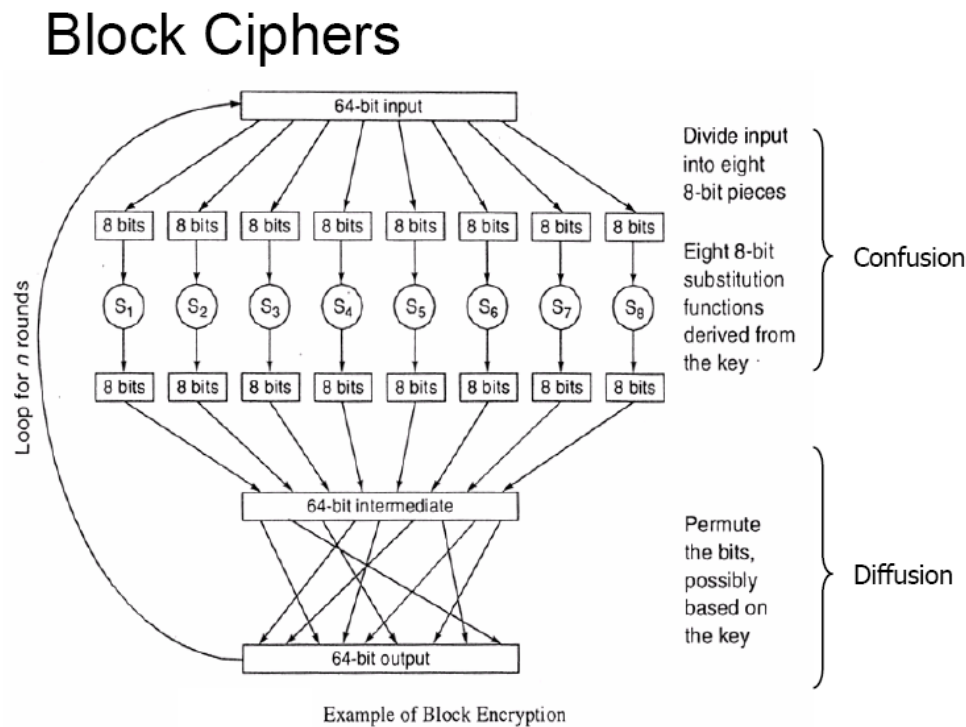 Block Ciphers
64-bit input
Divide input
into eight
8-bit pieces
8 bits 8 bits 8 bits 8 bits 8 bits 8 bits 8 bits 8 bits
Eight 8-bit
substitution
functions
derived from
the key
Confusion
S1 S2 S3 S4 S5 S6 S7 S8
Loop for n rounds
8 bits 8 bits 8 bits 8 bits 8 bits 8 bits 8 bits 8 bits
64-bit intermediate
Permute
the bits,
possibly
based on
the key
Diffusion
64-bit output
Example of Block Encryption